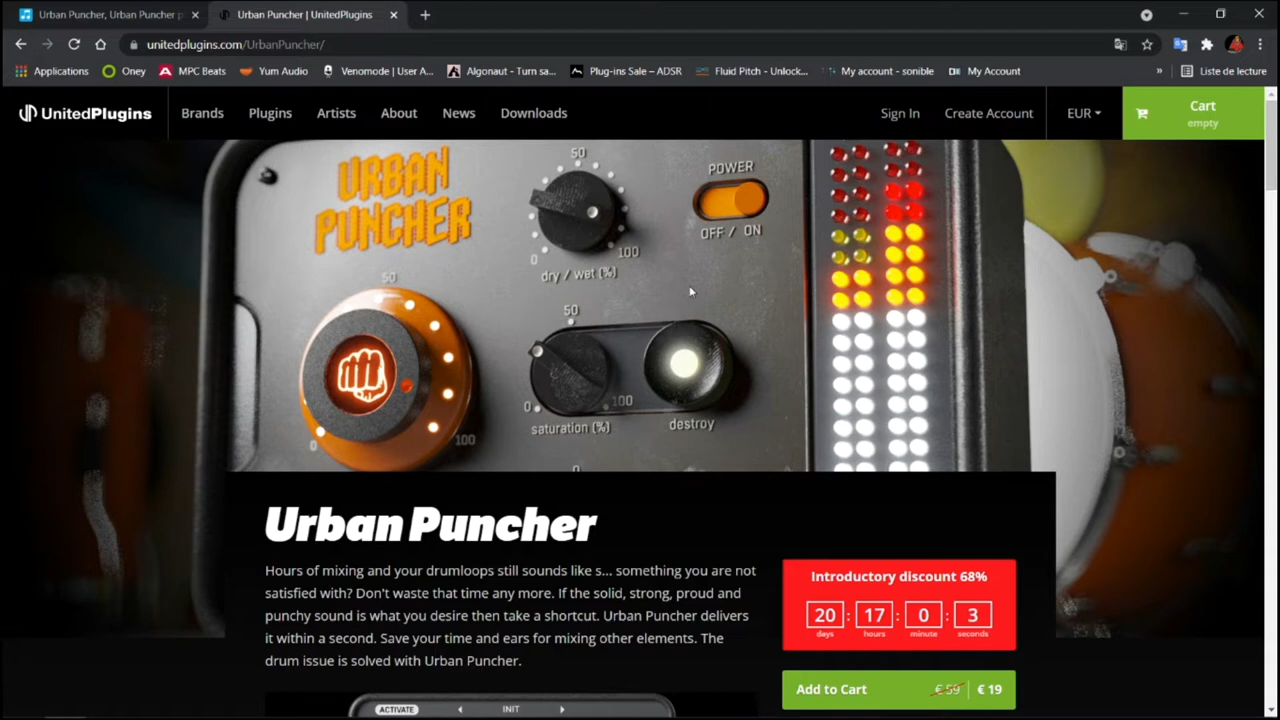 Urban Puncher, Urban Puncher p
Urban Puncher | UnitedPlugins
unitedplugins.com/UrbanPuncher/
Applications
Oney
MPC Beats
Yum Audio
Venomode | User A...
Algonaut - Turn sa...
Plug-ins Sale – ADSR
Fluid Pitch - Unlock...
My account - sonible
My Account
»
Liste de lecture
UnitedPlugins
Brands
Plugins
Artists
About
News
Downloads
Sign In
Create Account
EUR
Cart
empty
URBAN
PUNCHER
50
0
100
dry / wet (%)
POWER
OFF / ON
50
0
100
50
0
100
saturation (%)
destroy
0
Urban Puncher
Hours of mixing and your drumloops still sounds like s... something you are not
satisfied with? Don't waste that time any more. If the solid, strong, proud and
punchy sound is what you desire then take a shortcut. Urban Puncher delivers
it within a second. Save your time and ears for mixing other elements. The
drum issue is solved with Urban Puncher.
Introductory discount 68%
20 : 17 : 0 : 3
days hours minute seconds
Add to Cart € 59 € 19
ACTIVATE INIT